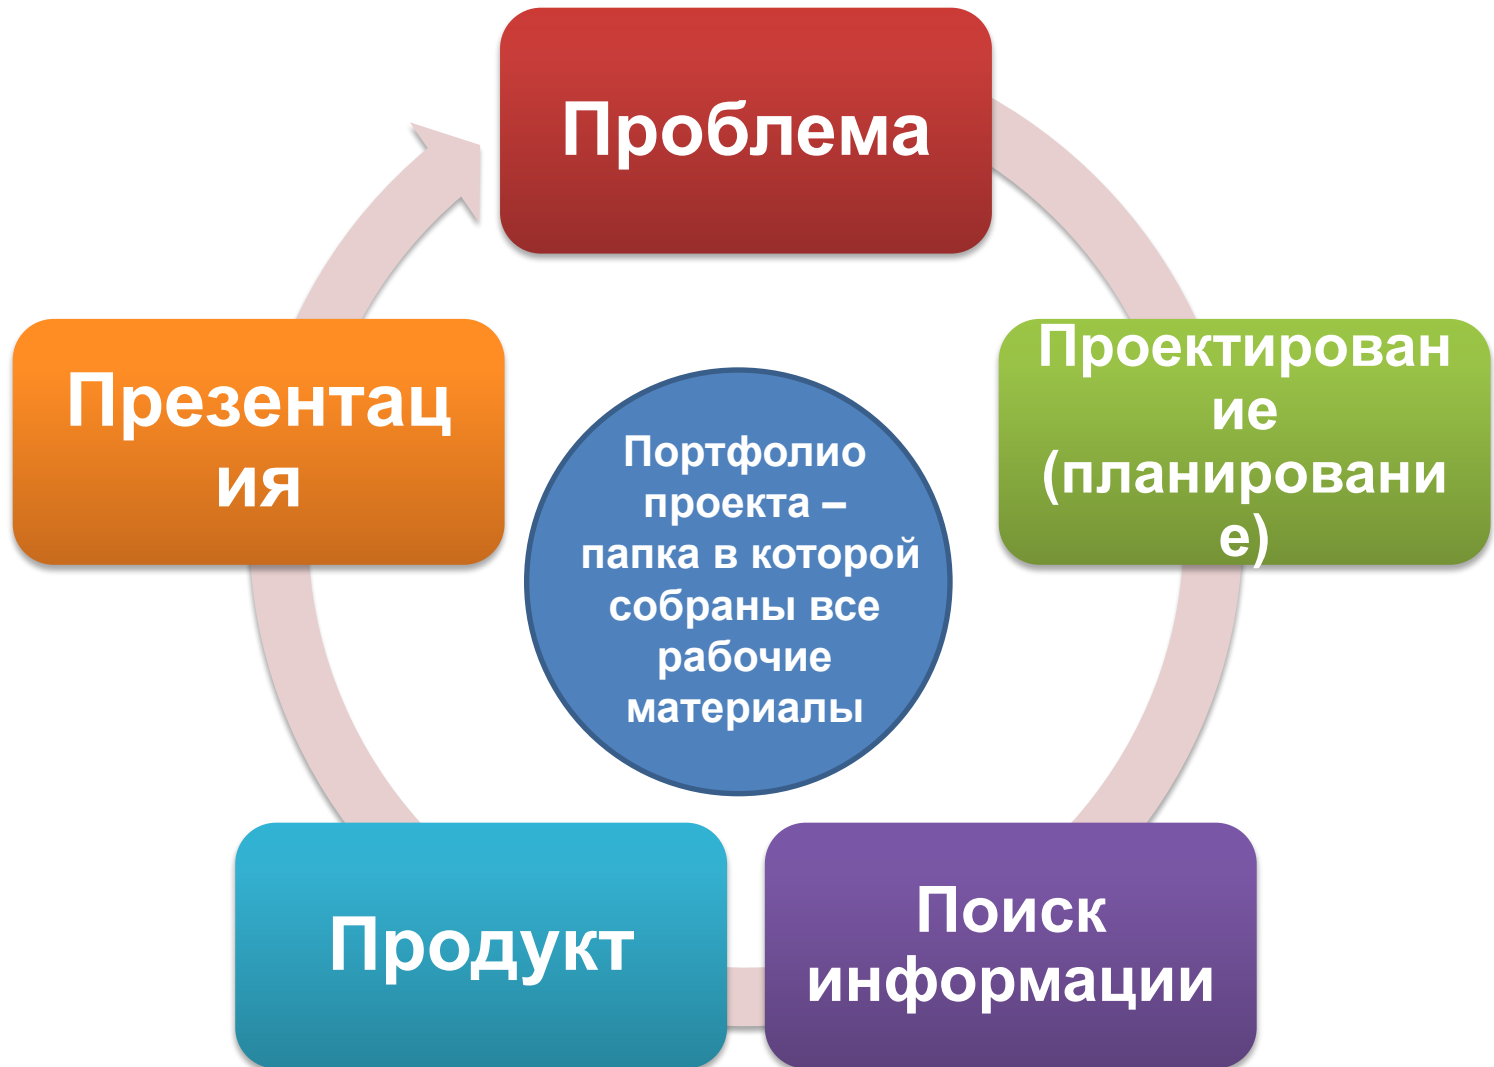 Проблема
Проектирован
ие
(планировани
е)
Поиск
информации
Продукт
Презентац
ия
Портфолио
проекта –
папка в которой
собраны все
рабочие
материалы